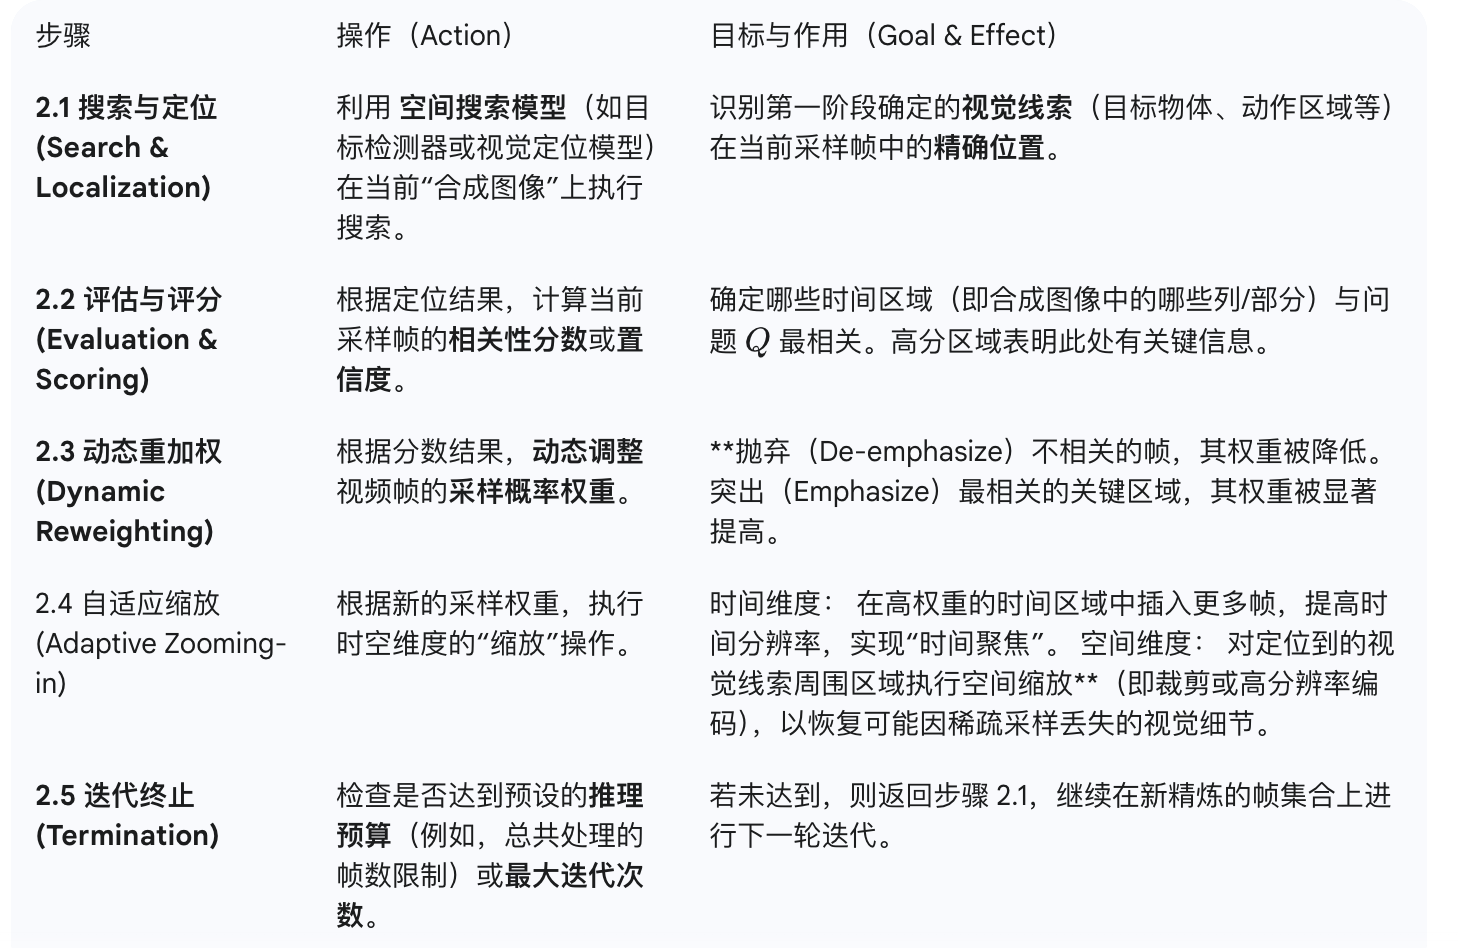 步骤
操作（Action）
目标与作用（Goal & Effect）
2.1 搜索与定位
(Search &
Localization)
利用 空间搜索模型（如目
标检测器或视觉定位模型）
在当前“合成图像”上执行
搜索。
识别第一阶段确定的视觉线索（目标物体、动作区域等）
在当前采样帧中的精确位置。
2.2 评估与评分
(Evaluation &
Scoring)
根据定位结果，计算当前
采样帧的相关性分数或置
信度。
确定哪些时间区域（即合成图像中的哪些列/部分）与问
题 Q 最相关。高分区域表明此处有关键信息。
2.3 动态重加权
(Dynamic
Reweighting)
根据分数结果，动态调整
视频帧的采样概率权重。
**抛弃（De-emphasize）不相关的帧，其权重被降低。
突出（Emphasize）最相关的关键区域，其权重被显著
提高。
2.4 自适应缩放
(Adaptive Zooming-
in)
根据新的采样权重，执行
时空维度的“缩放”操作。
时间维度： 在高权重的时间区域中插入更多帧，提高时
间分辨率，实现“时间聚焦”。 空间维度： 对定位到的视
觉线索周围区域执行空间缩放**（即裁剪或高分辨率编
码），以恢复可能因稀疏采样丢失的视觉细节。
2.5 迭代终止
(Termination)
检查是否达到预设的推理
预算（例如，总共处理的
帧数限制）或最大迭代次
数。
若未达到，则返回步骤 2.1，继续在新精炼的帧集合上进
行下一轮迭代。